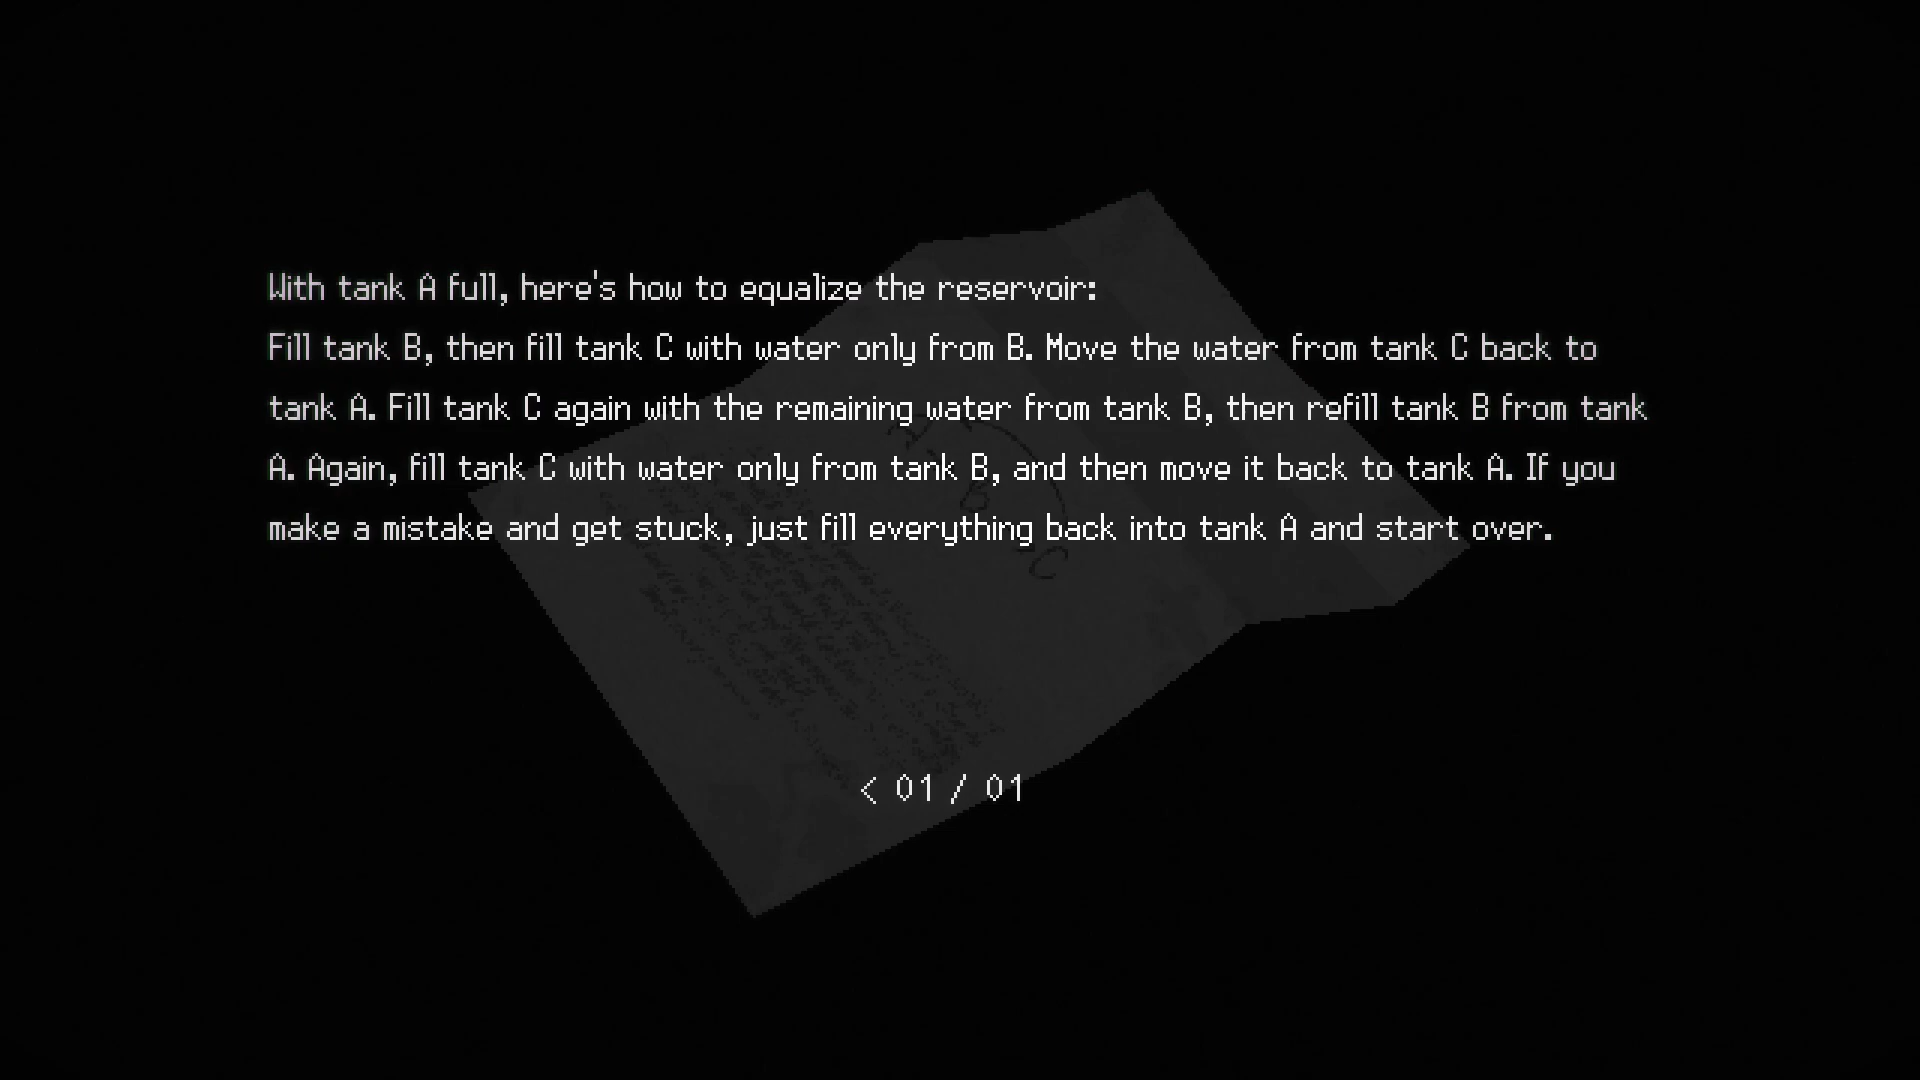 With tank A full, here's how to equalize the reservoir:
Fill tank B, then fill tank C with water only from B. Move the water from tank C back to
tank A. Fill tank C again with the remaining water from tank B, then refill tank B from tank
A. Again, fill tank C with water only from tank B, and then move it back to tank A. If you
make a mistake and get stuck, just fill everything back into tank A and start over.
A
B
C
< 01 / 01